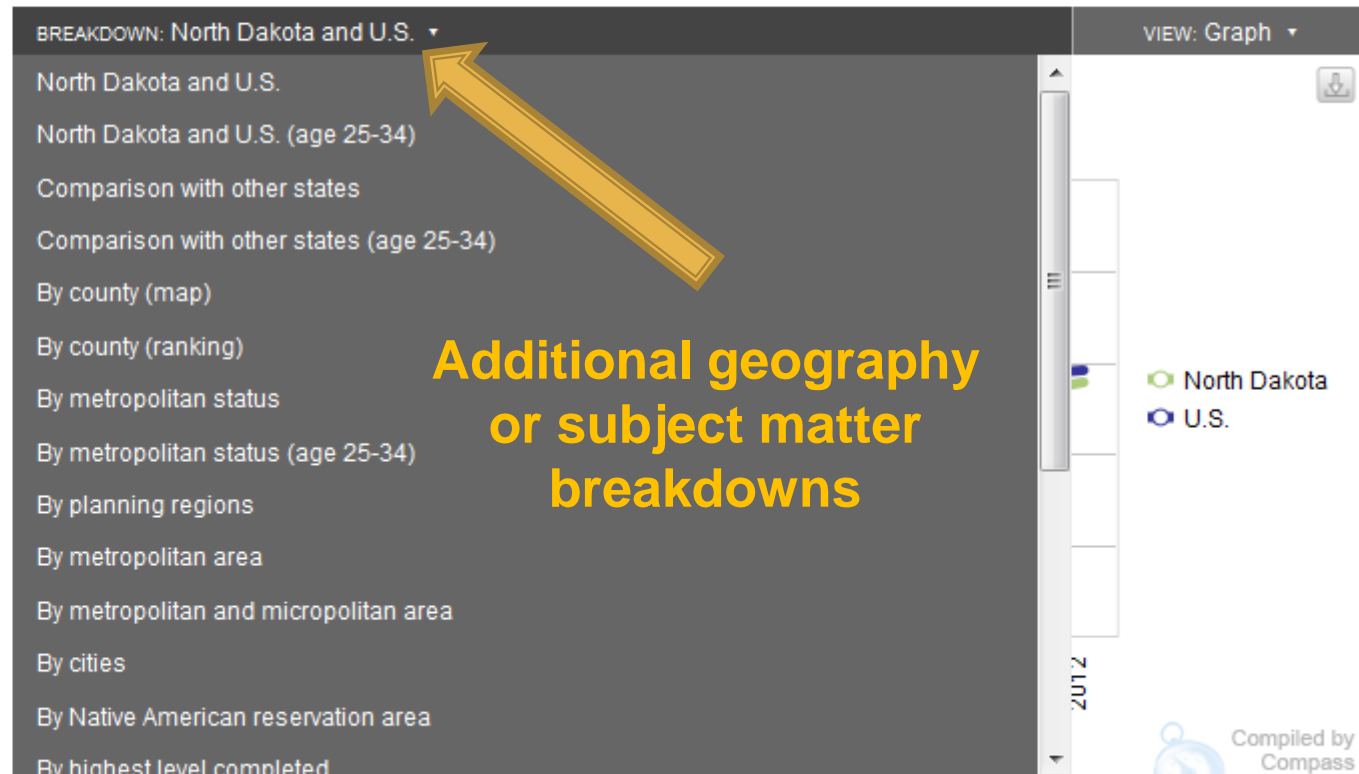 BREAKDOWN: North Dakota and U.S.
VIEW: Graph
North Dakota and U.S.
North Dakota and U.S. (age 25-34)
Comparison with other states
Comparison with other states (age 25-34)
By county (map)
By county (ranking)
By metropolitan status
By metropolitan status (age 25-34)
By planning regions
By metropolitan area
By metropolitan and micropolitan area
By cities
By Native American reservation area
By highest level completed
Additional geography
or subject matter
breakdowns
North Dakota
U.S.
2012
Compiled by
Compass